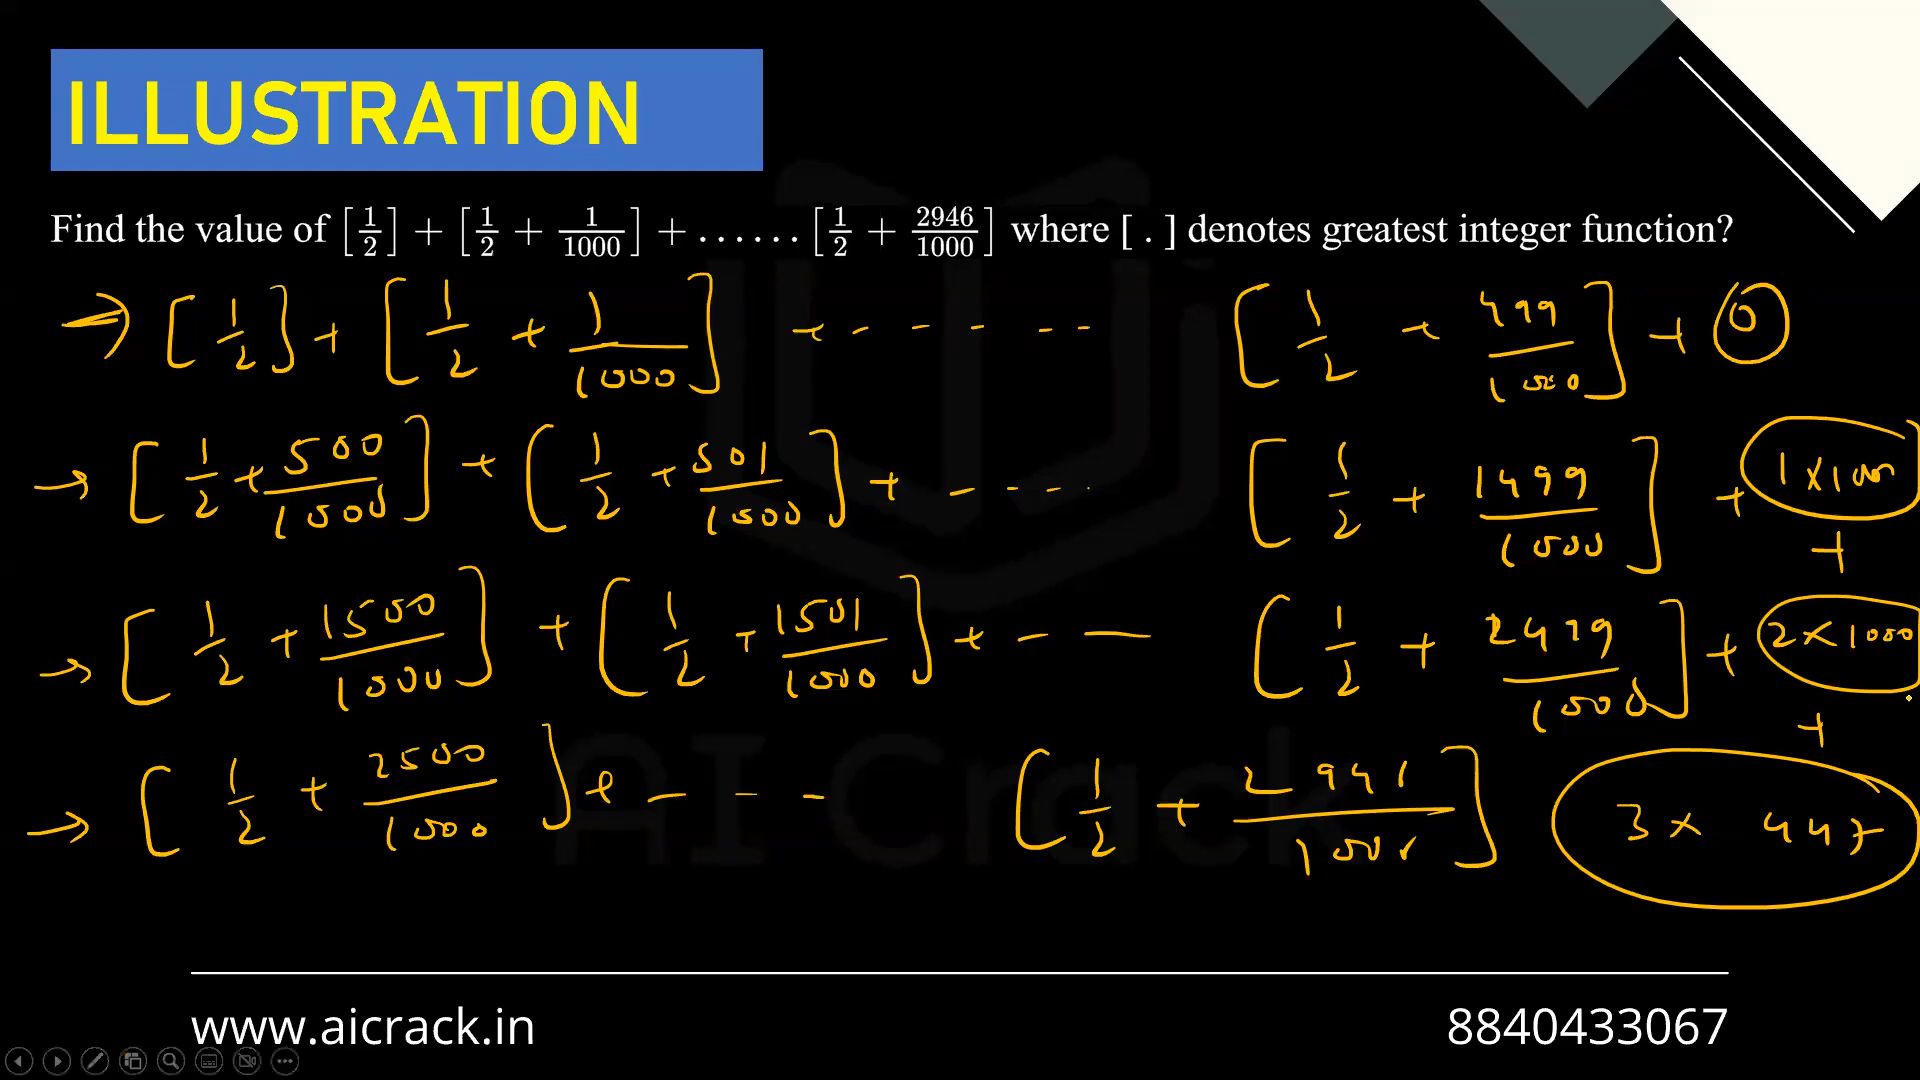 ILLUSTRATION
Find the value of [1/2] + [1/2 + 1/1000] + ...... [1/2 + 2946/1000] where [ . ] denotes greatest integer function?
→ [1/2] + [1/2 + 1/1000] + - - - - - [1/2 + 499/1000] + 0
→ [1/2 + 500/1000] + [1/2 + 501/1000] + - - - - [1/2 + 1499/1000] + 1 x 1000
+
→ [1/2 + 1500/1000] + [1/2 + 1501/1000] + - — [1/2 + 2499/1000] + 2 x 1000
+
→ [1/2 + 2500/1000] + - - - [1/2 + 2946/1000] 3 x 447
AI Crack
www.aicrack.in
8840433067